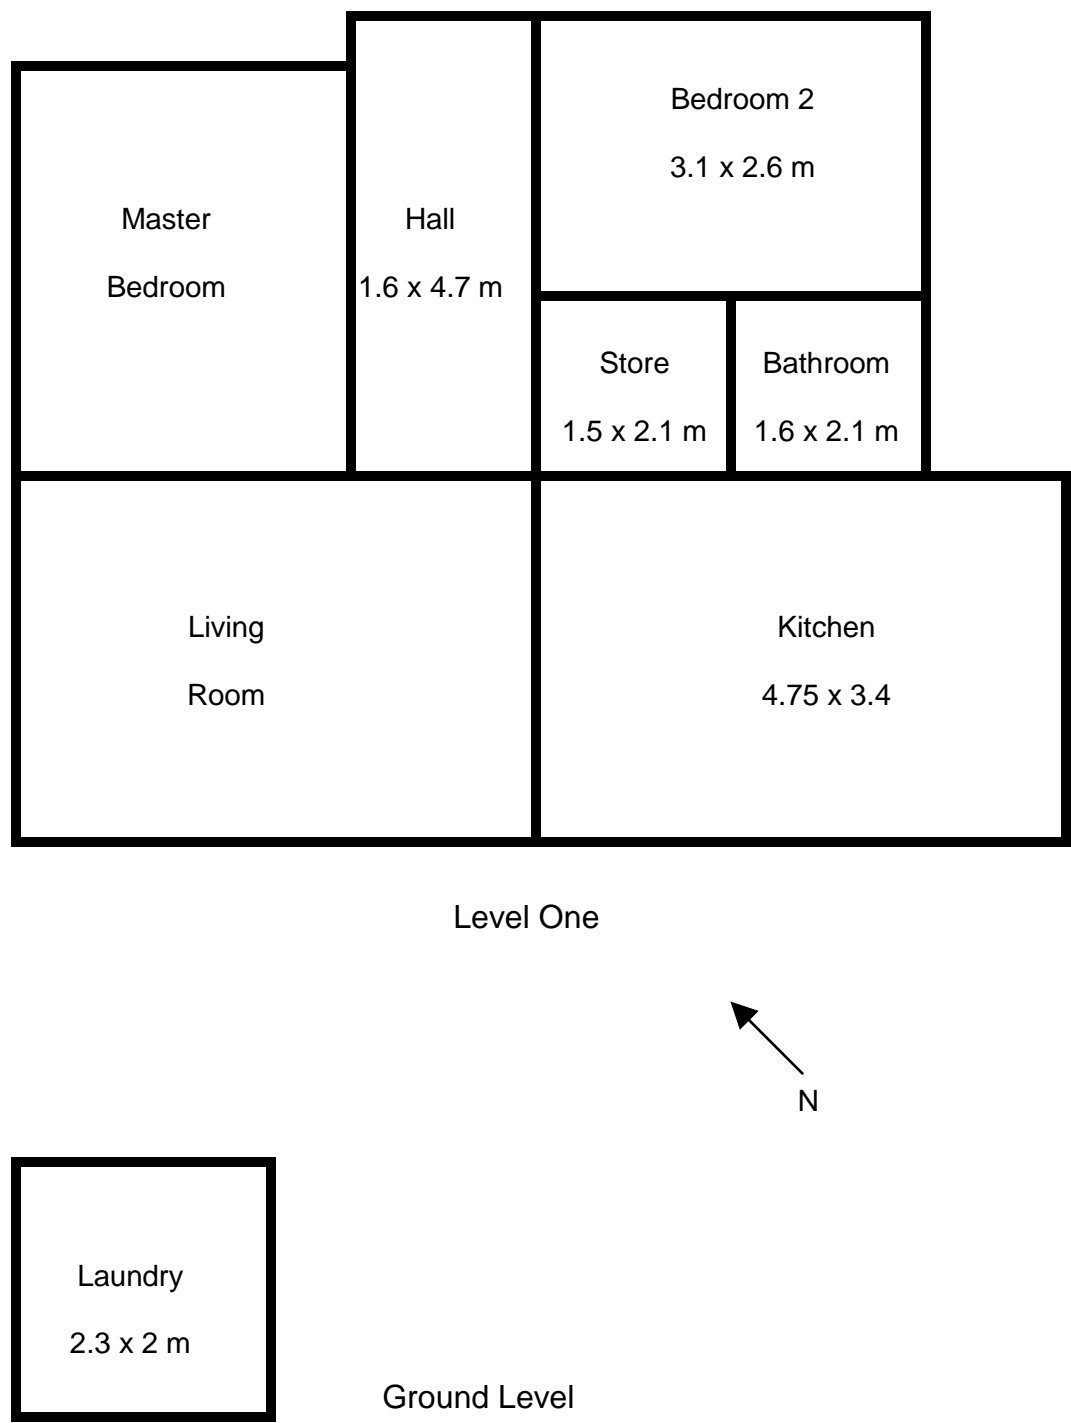 Bedroom 2
3.1 x 2.6 m
Master
Bedroom
Hall
1.6 x 4.7 m
Store
1.5 x 2.1 m
Bathroom
1.6 x 2.1 m
Living
Room
Kitchen
4.75 x 3.4
Level One
N
Laundry
2.3 x 2 m
Ground Level